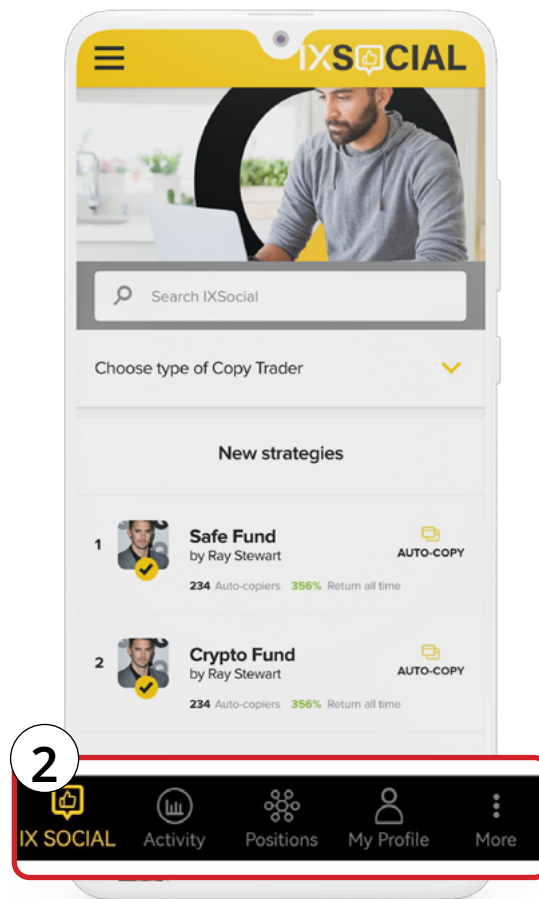 IXSOCIAL
Search IXSocial
Choose type of Copy Trader
New strategies
1
Safe Fund
by Ray Stewart
AUTO-COPY
234 Auto-copiers 356% Return all time
2
Crypto Fund
by Ray Stewart
AUTO-COPY
234 Auto-copiers 356% Return all time
2
IX SOCIAL Activity Positions My Profile More